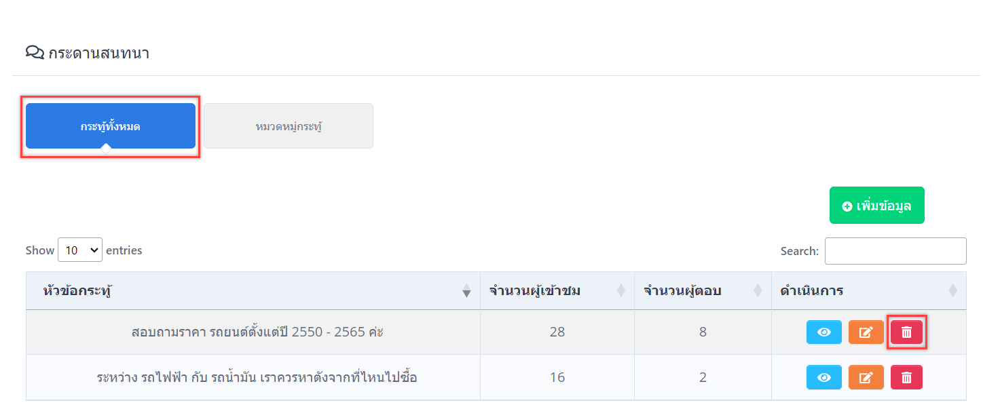 กระดานสนทนา
กระทู้ทั้งหมด หมวดหมู่กระทู้
เพิ่มข้อมูล
Show 10 entries Search:
หัวข้อกระทู้ จำนวนผู้เข้าชม จำนวนผู้ตอบ ดำเนินการ
สอบถามราคา รถยนต์ตั้งแต่ปี 2550 - 2565 ค่ะ 28 8
ระหว่าง รถไฟฟ้า กับ รถน้ำมัน เราควรหาตังจากที่ไหนไปซื้อ 16 2